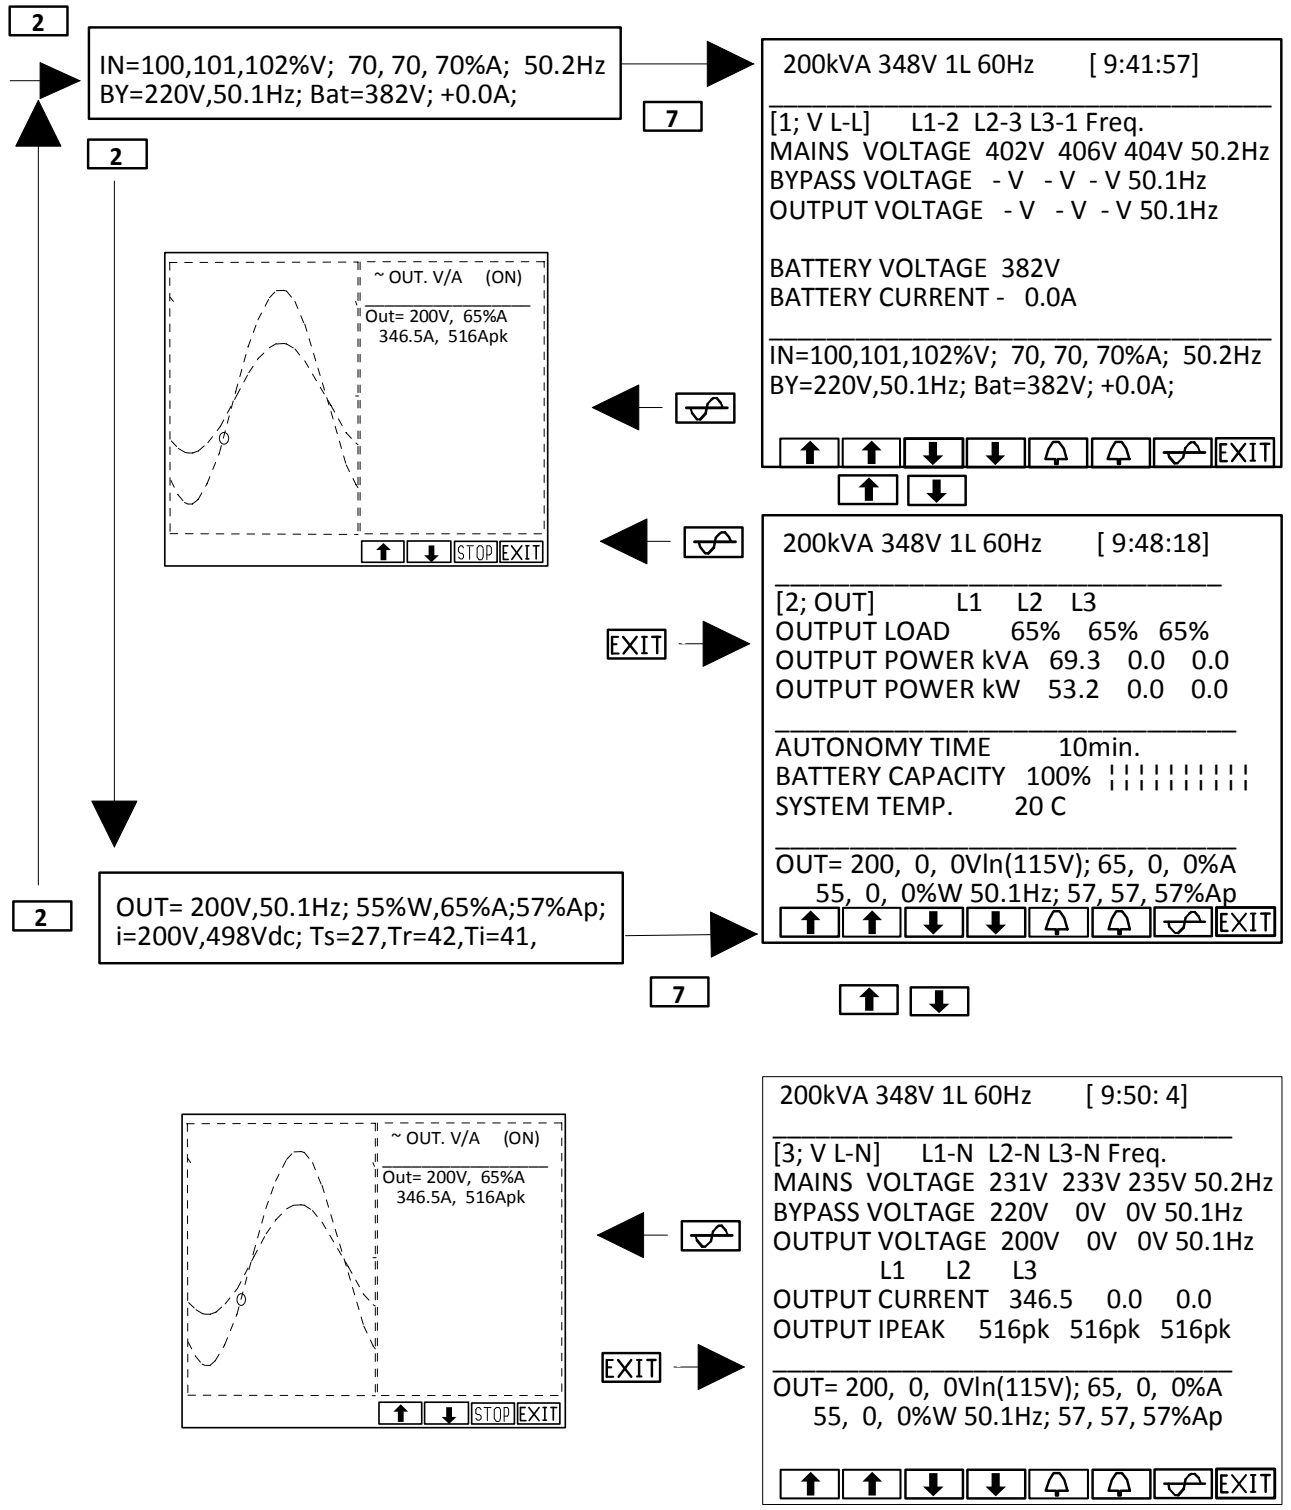 2
IN=100,101,102%V; 70, 70, 70%A; 50.2Hz
BY=220V,50.1Hz; Bat=382V; +0.0A;
7
2
200kVA 348V 1L 60Hz [ 9:41:57]
[1; V L-L] L1-2 L2-3 L3-1 Freq.
MAINS VOLTAGE 402V 406V 404V 50.2Hz
BYPASS VOLTAGE - V - V - V 50.1Hz
OUTPUT VOLTAGE - V - V - V 50.1Hz
BATTERY VOLTAGE 382V
BATTERY CURRENT - 0.0A
IN=100,101,102%V; 70, 70, 70%A; 50.2Hz
BY=220V,50.1Hz; Bat=382V; +0.0A;
EXIT
~ OUT. V/A (ON)
Out= 200V, 65%A
346.5A, 516Apk
STOP EXIT
EXIT
200kVA 348V 1L 60Hz [ 9:48:18]
[2; OUT] L1 L2 L3
OUTPUT LOAD 65% 65% 65%
OUTPUT POWER kVA 69.3 0.0 0.0
OUTPUT POWER kW 53.2 0.0 0.0
AUTONOMY TIME 10min.
BATTERY CAPACITY 100% ¦¦¦¦¦¦¦¦¦¦
SYSTEM TEMP. 20 C
OUT= 200, 0, 0Vln(115V); 65, 0, 0%A
55, 0, 0%W 50.1Hz; 57, 57, 57%Ap
EXIT
2
OUT= 200V,50.1Hz; 55%W,65%A;57%Ap;
i=200V,498Vdc; Ts=27,Tr=42,Ti=41,
7
~ OUT. V/A (ON)
Out= 200V, 65%A
346.5A, 516Apk
STOP EXIT
EXIT
200kVA 348V 1L 60Hz [ 9:50: 4]
[3; V L-N] L1-N L2-N L3-N Freq.
MAINS VOLTAGE 231V 233V 235V 50.2Hz
BYPASS VOLTAGE 220V 0V 0V 50.1Hz
OUTPUT VOLTAGE 200V 0V 0V 50.1Hz
L1 L2 L3
OUTPUT CURRENT 346.5 0.0 0.0
OUTPUT IPEAK 516pk 516pk 516pk
OUT= 200, 0, 0Vln(115V); 65, 0, 0%A
55, 0, 0%W 50.1Hz; 57, 57, 57%Ap
EXIT